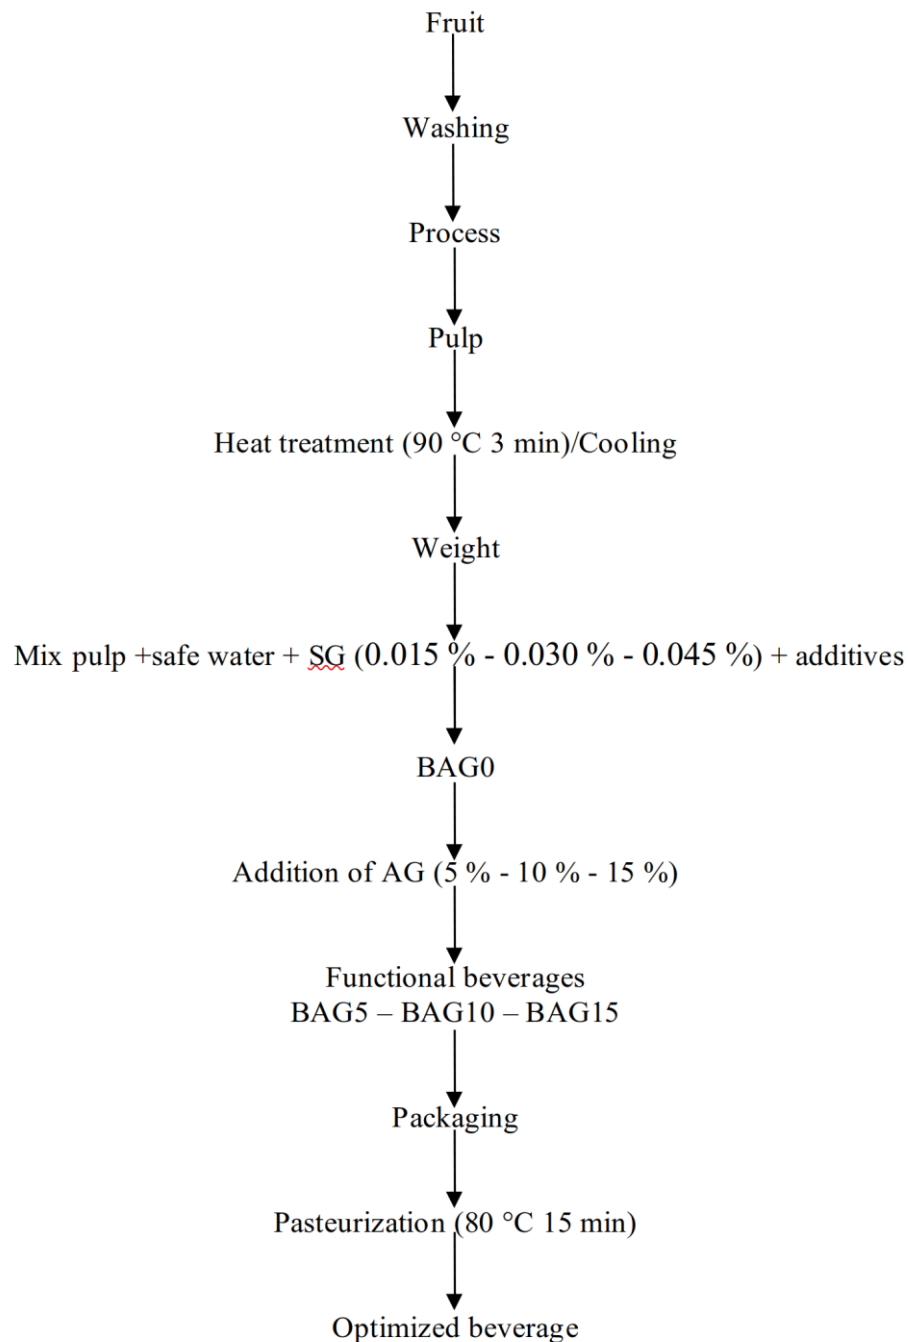 Fruit
Washing
Process
Pulp
Heat treatment (90 °C 3 min)/Cooling
Weight
Mix pulp +safe water + SG (0.015 % - 0.030 % - 0.045 %) + additives
BAG0
Addition of AG (5 % - 10 % - 15 %)
Functional beverages
BAG5 – BAG10 – BAG15
Packaging
Pasteurization (80 °C 15 min)
Optimized beverage